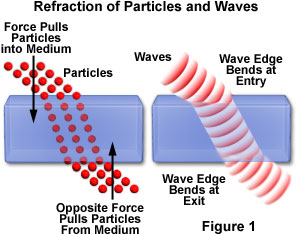 Refraction of Particles and Waves
Force Pulls
Particles
into Medium
Particles
Opposite Force
Pulls Particles
From Medium
Waves
Wave Edge
Bends at
Entry
Wave Edge
Bends at
Exit
Figure 1